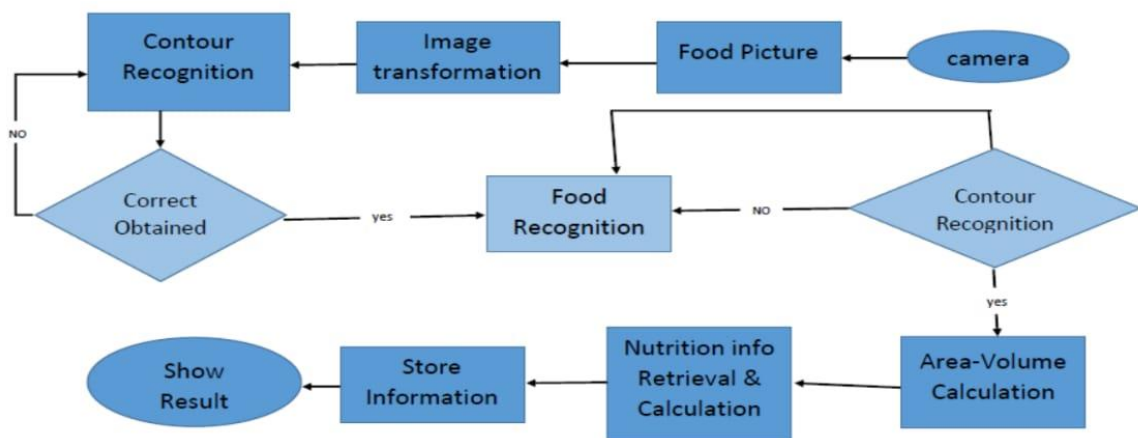 Contour
Recognition
Image
transformation
Food Picture
camera
NO
Correct
Obtained
yes
Food
Recognition
NO
Contour
Recognition
yes
Show
Result
Store
Information
Nutrition info
Retrieval &
Calculation
Area-Volume
Calculation